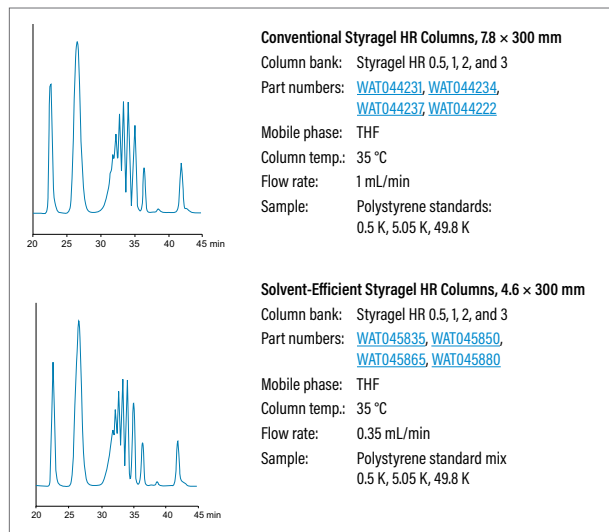 Conventional Styragel HR Columns, 7.8 × 300 mm
Column bank: Styragel HR 0.5, 1, 2, and 3
Part numbers: WAT044231, WAT044234,
WAT044237, WAT044222
Mobile phase: THF
Column temp.: 35 °C
Flow rate: 1 mL/min
Sample: Polystyrene standards:
0.5 K, 5.05 K, 49.8 K
20 25 30 35 40 45 min
Solvent-Efficient Styragel HR Columns, 4.6 × 300 mm
Column bank: Styragel HR 0.5, 1, 2, and 3
Part numbers: WAT045835, WAT045850,
WAT045865, WAT045880
Mobile phase: THF
Column temp.: 35 °C
Flow rate: 0.35 mL/min
Sample: Polystyrene standard mix
0.5 K, 5.05 K, 49.8 K
20 25 30 35 40 45 min